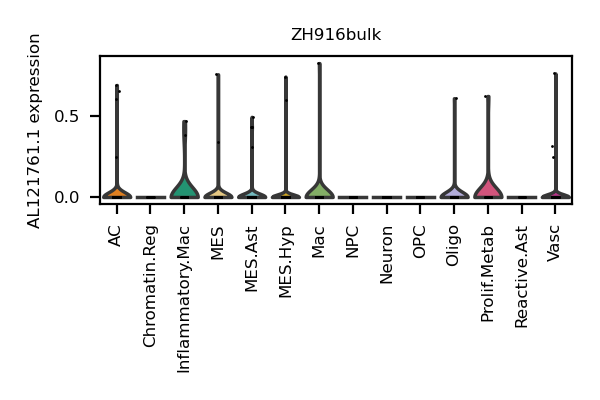 ZH916bulk
AL121761.1 expression
0.5
0.0
AC
Chromatin.Reg
Inflammatory.Mac
MES
MES.Ast
MES.Hyp
Mac
NPC
Neuron
OPC
Oligo
Prolif.Metab
Reactive.Ast
Vasc